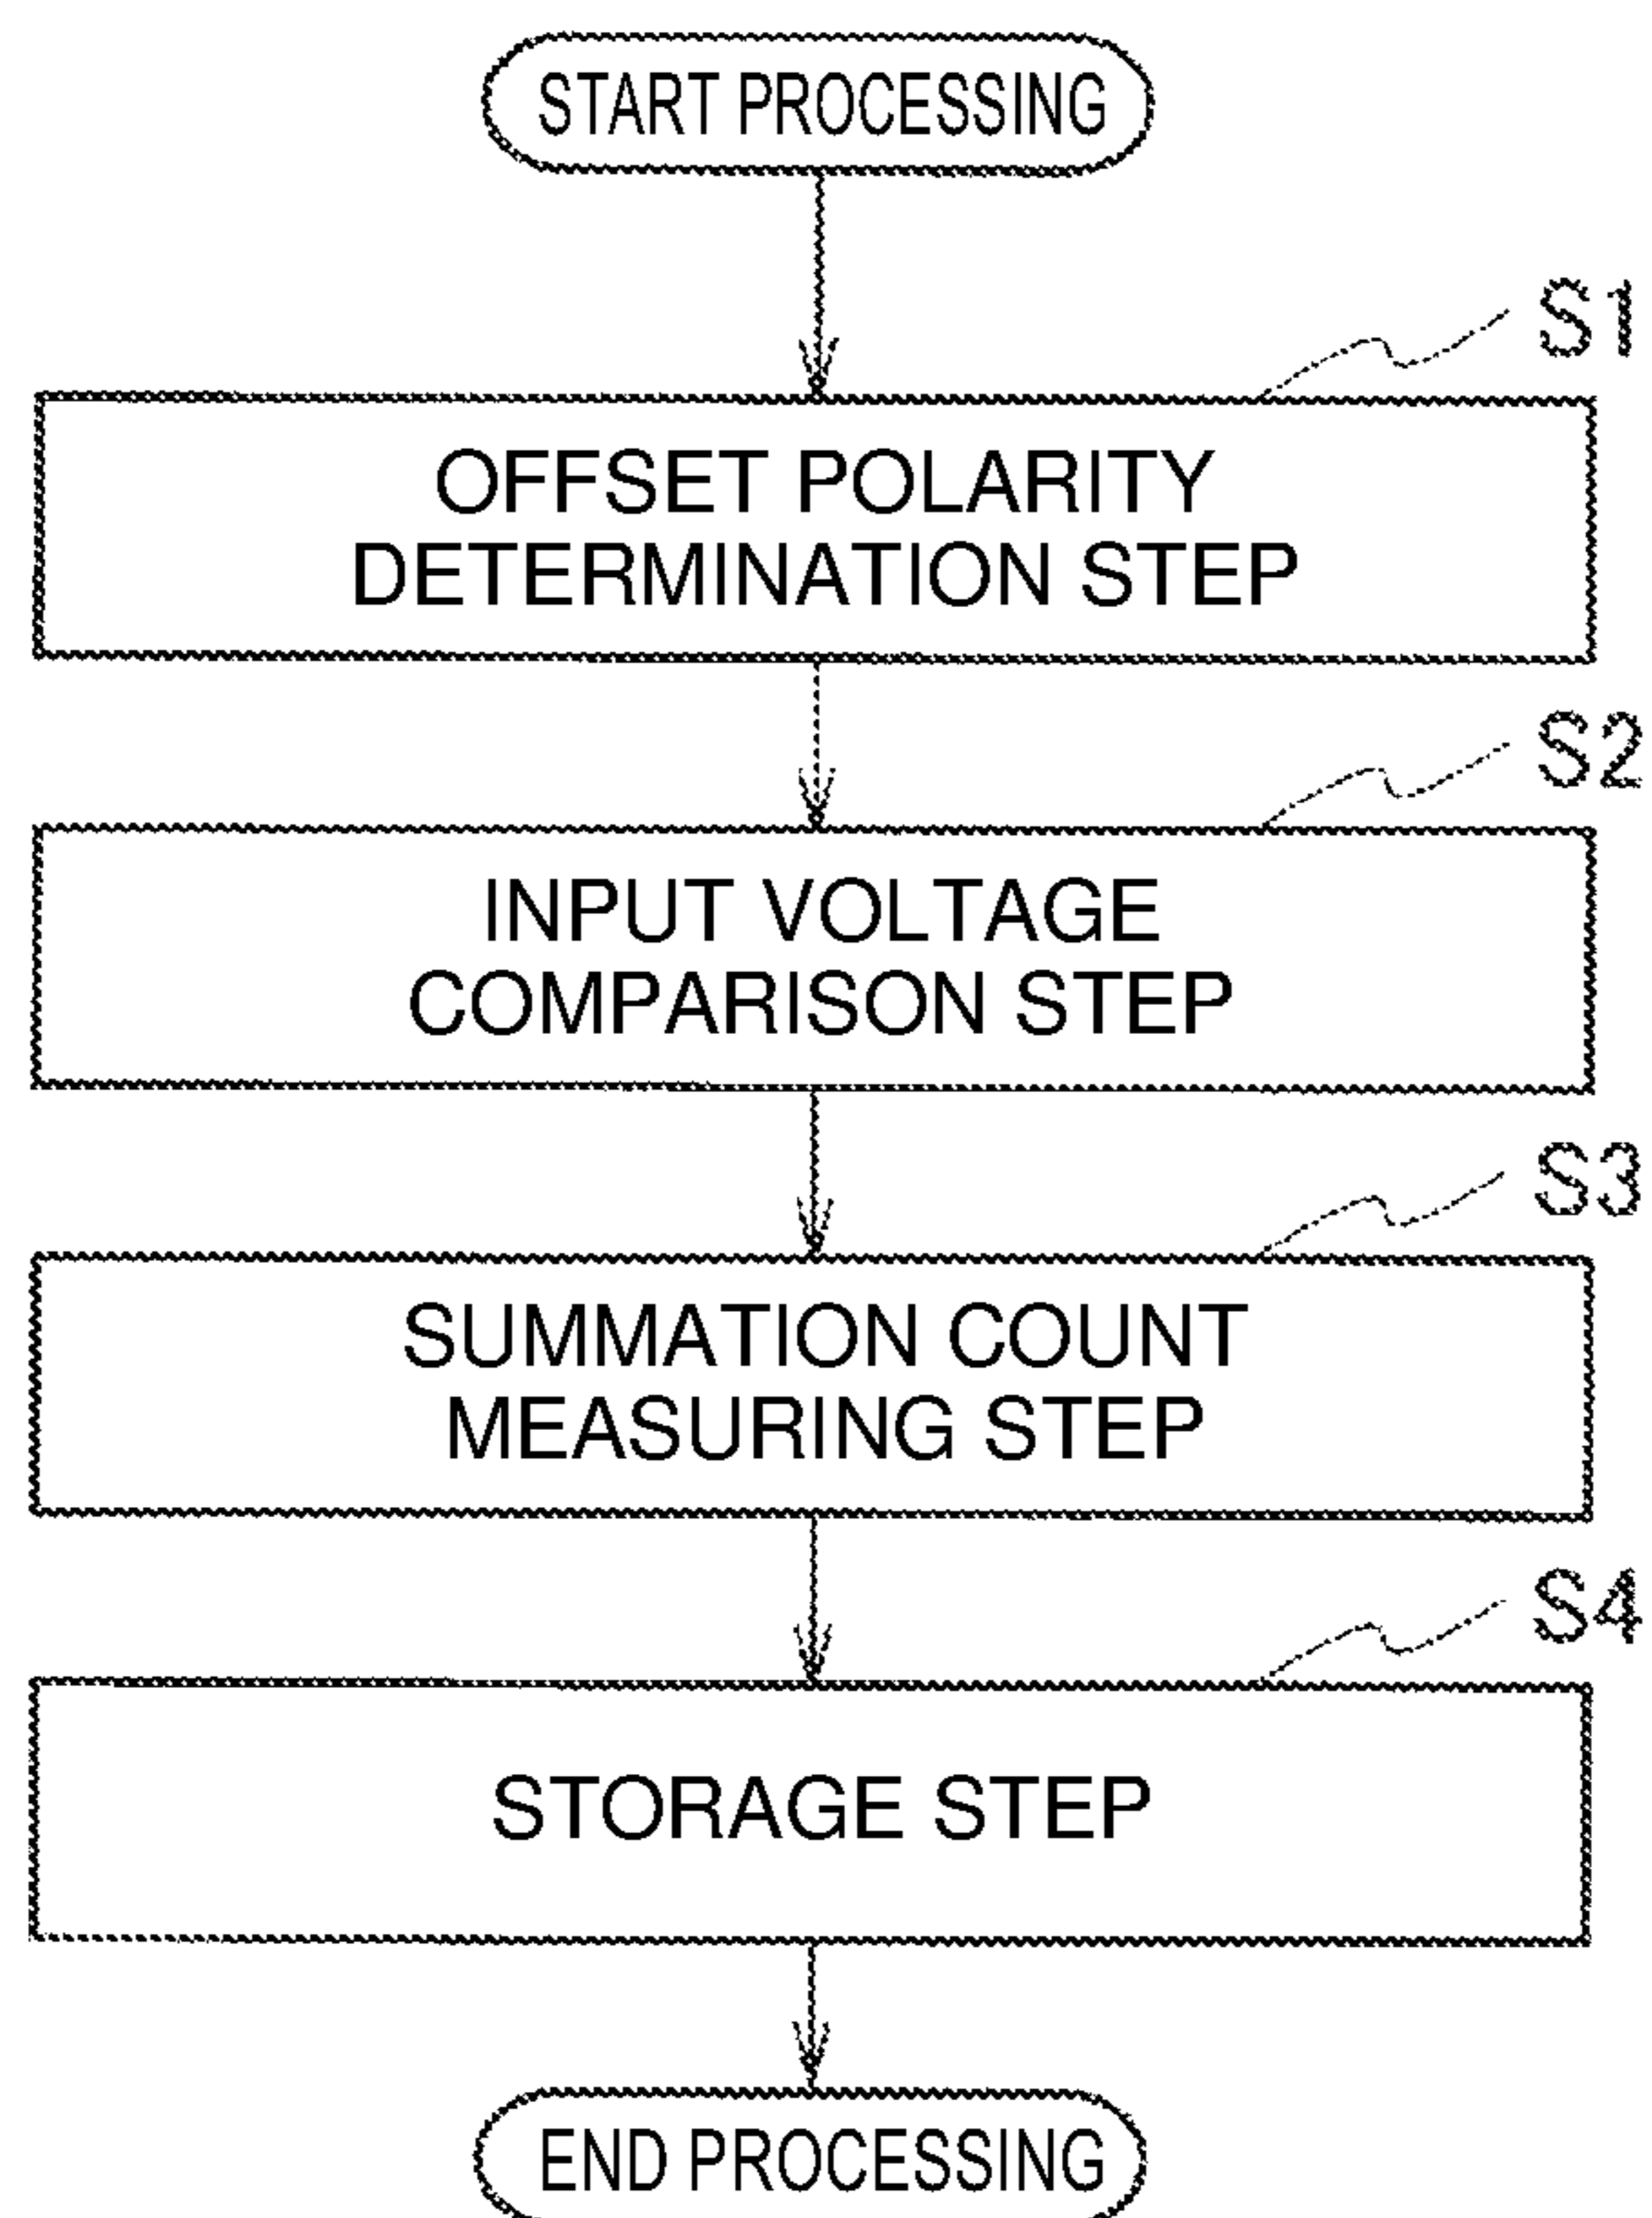 START PROCESSING
S1
OFFSET POLARITY
DETERMINATION STEP
S2
INPUT VOLTAGE
COMPARISON STEP
S3
SUMMATION COUNT
MEASURING STEP
S4
STORAGE STEP
END PROCESSING